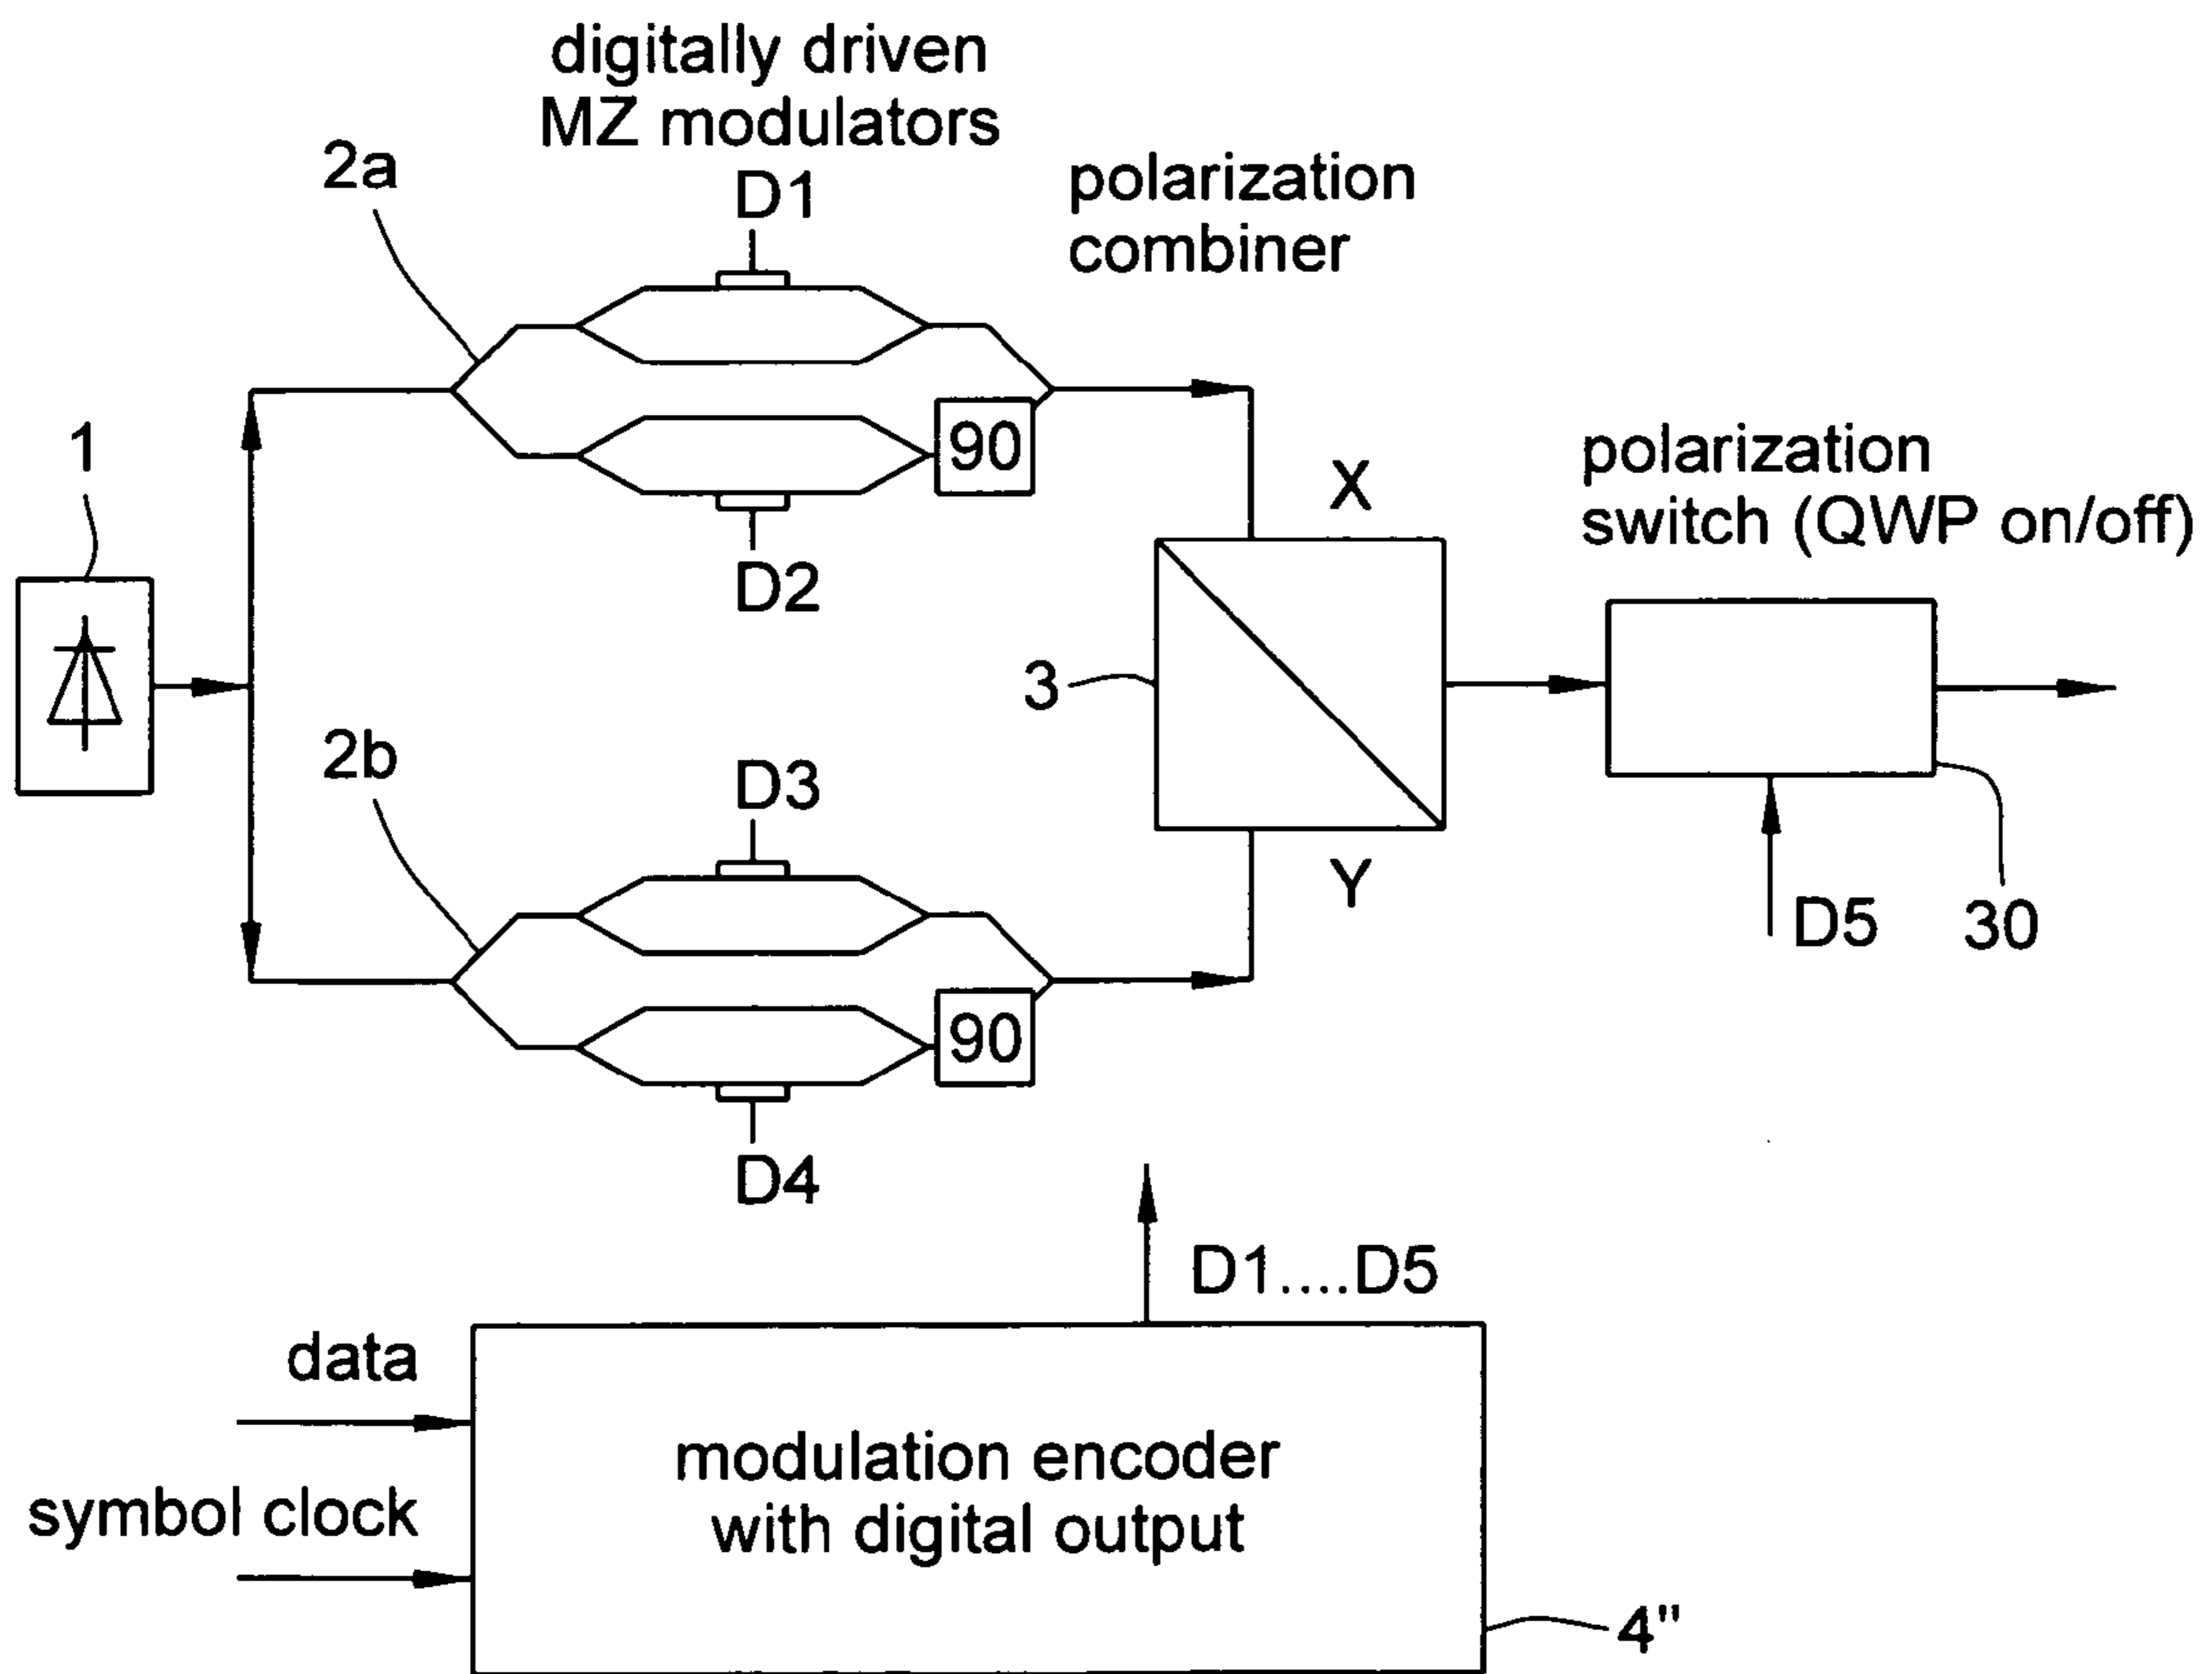 digitally driven
MZ modulators
2a
D1
polarization
combiner
1
90
D2
X
polarization
switch (QWP on/off)
3
2b
D3
Y
D5
30
90
D4
D1....D5
data
symbol clock
modulation encoder
with digital output
4"